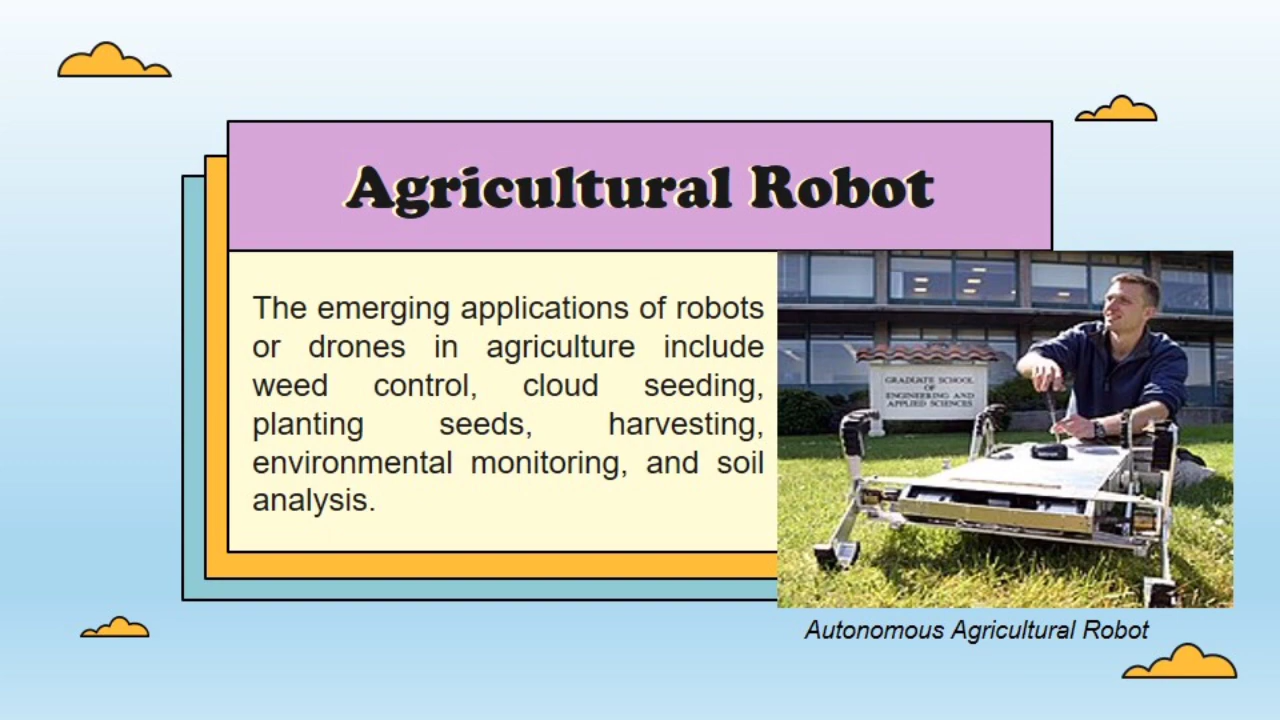 Agricultural Robot
The emerging applications of robots
or drones in agriculture include
weed control, cloud seeding,
planting seeds, harvesting,
environmental monitoring, and soil
analysis.
GRADUATE SCHOOL
OF
ENGINEERING AND
APPLIED SCIENCES
Autonomous Agricultural Robot